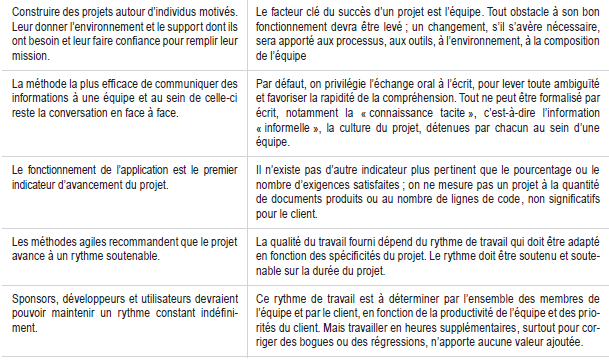 Construire des projets autour d'individus motivés.
Leur donner l'environnement et le support dont ils
ont besoin et leur faire confiance pour remplir leur
mission.
Le facteur clé du succès d'un projet est l'équipe. Tout obstacle à son bon
fonctionnement devra être levé ; un changement, s'il s'avère nécessaire,
sera apporté aux processus, aux outils, à l'environnement, à la composition
de l'équipe
La méthode la plus efficace de communiquer des
informations à une équipe et au sein de celle-ci
reste la conversation en face à face.
Par défaut, on privilégie l'échange oral à l'écrit, pour lever toute ambiguïté
et favoriser la rapidité de la compréhension. Tout ne peut être formalisé par
écrit, notamment la « connaissance tacite », c'est-à-dire l'information
« informelle », la culture du projet, détenues par chacun au sein d'une
équipe.
Le fonctionnement de l'application est le premier
indicateur d'avancement du projet.
Il n'existe pas d'autre indicateur plus pertinent que le pourcentage ou le
nombre d'exigences satisfaites ; on ne mesure pas un projet à la quantité
de documents produits ou au nombre de lignes de code, non significatifs
pour le client.
Les méthodes agiles recommandent que le projet
avance à un rythme soutenable.
La qualité du travail fourni dépend du rythme de travail qui doit être adapté
en fonction des spécificités du projet. Le rythme doit être soutenu et soute-
nable sur la durée du projet.
Sponsors, développeurs et utilisateurs devraient
pouvoir maintenir un rythme constant indéfini-
ment.
Ce rythme de travail est à déterminer par l'ensemble des membres de
l'équipe et par le client, en fonction de la productivité de l'équipe et des prio-
rités du client. Mais travailler en heures supplémentaires, surtout pour cor-
riger des bogues ou des régressions, n'apporte aucune valeur ajoutée.